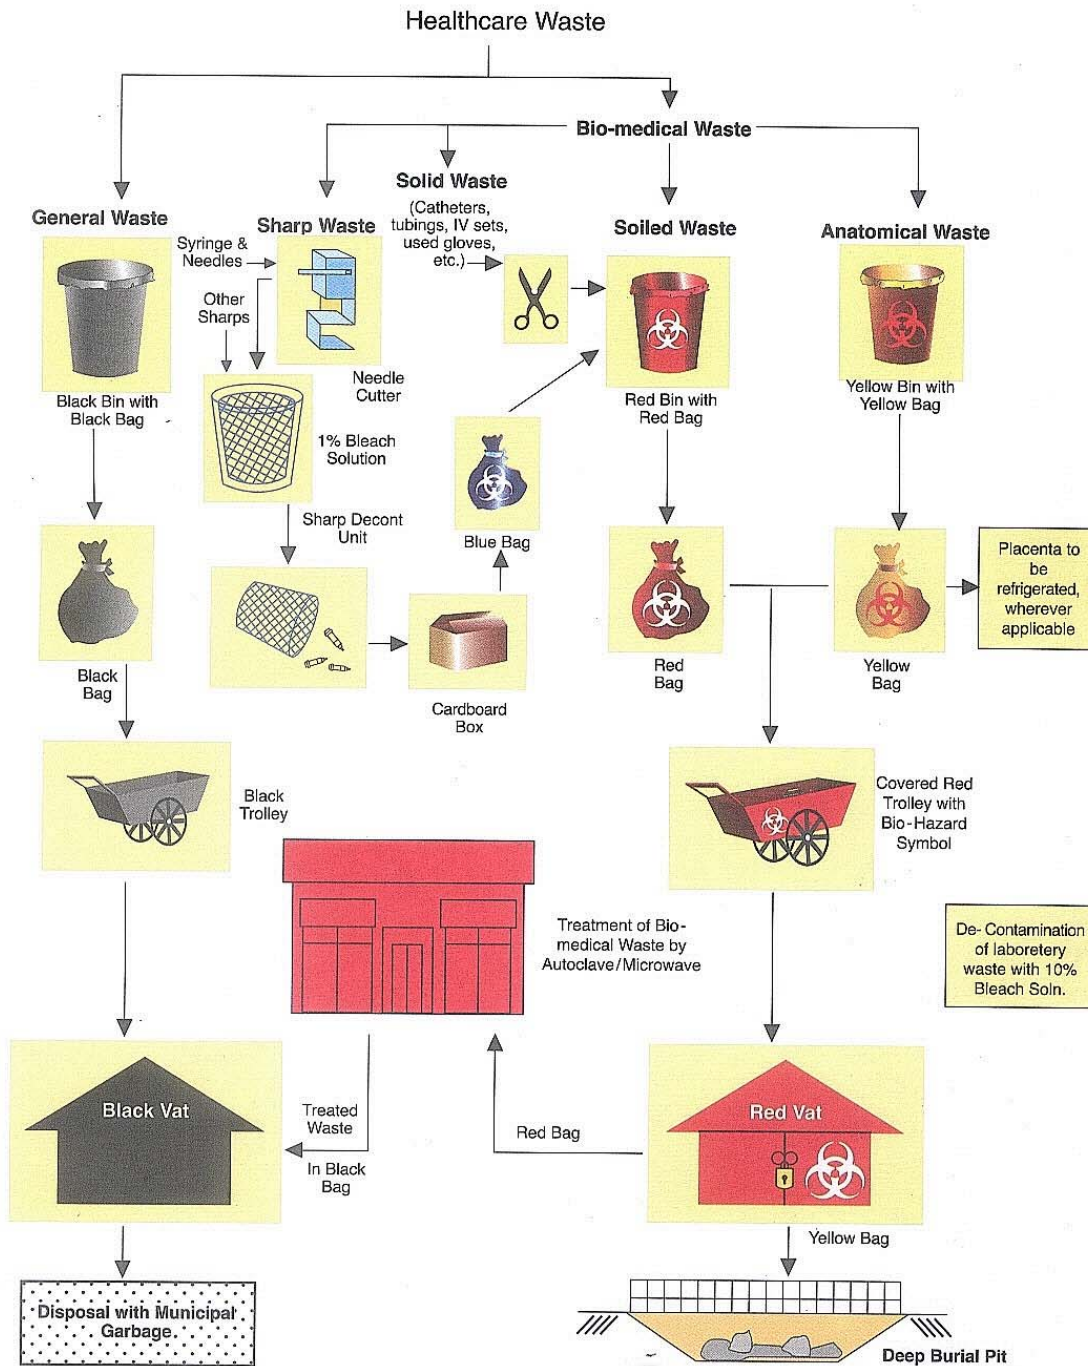 Healthcare Waste
Bio-medical Waste
General Waste
Sharp Waste
Solid Waste
(Catheters,
tubings, IV sets,
used gloves,
etc.)
Soiled Waste
Anatomical Waste
Syringe &
Needles
Other
Sharps
Needle
Cutter
Black Bin with
Black Bag
1% Bleach
Solution
Red Bin with
Red Bag
Yellow Bin with
Yellow Bag
Sharp Decont
Unit
Blue Bag
Placenta to
be
refrigerated,
wherever
applicable
Black
Bag
Cardboard
Box
Red
Bag
Yellow
Bag
Black
Trolley
Covered Red
Trolley with
Bio-Hazard
Symbol
Treatment of Bio-
medical Waste by
Autoclave/Microwave
De- Contamination
of laboretery
waste with 10%
Bleach Soln.
Black Vat
Treated
Waste
In Black
Bag
Red Bag
Red Vat
Yellow Bag
Disposal with Municipal
Garbage
Deep Burial Pit